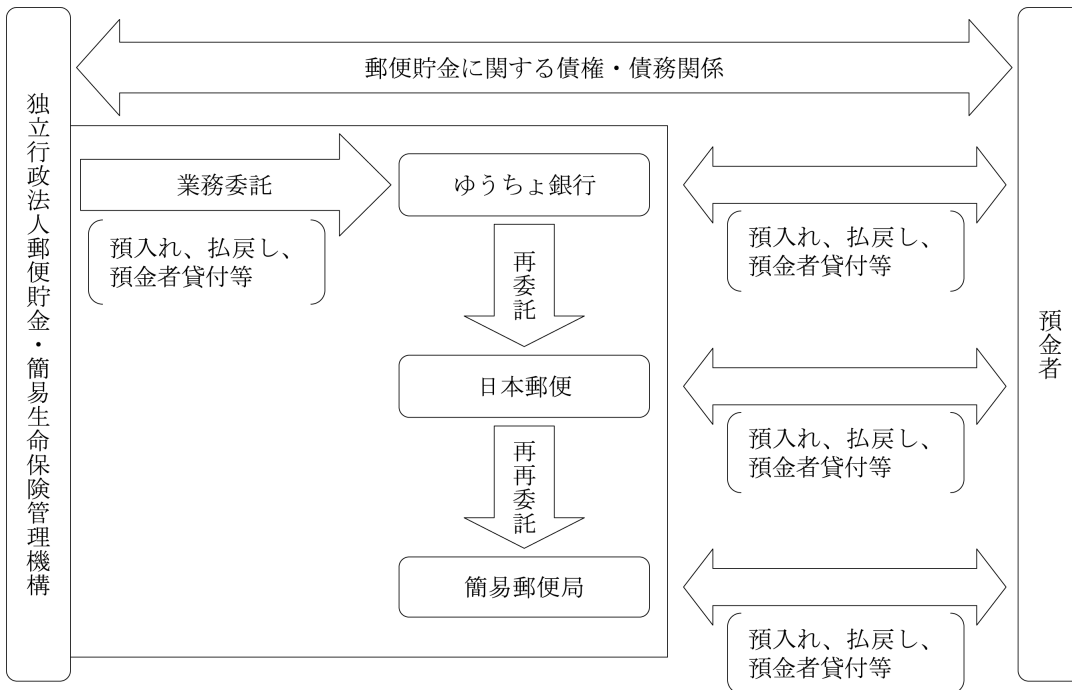 郵便貯金に関する債権・債務関係
独立行政法人郵便貯金・簡易生命保険管理機構
業務委託
預入れ、払戻し、
預金者貸付等
ゆうちょ銀行
再委託
日本郵便
再再委託
簡易郵便局
預入れ、払戻し、
預金者貸付等
預入れ、払戻し、
預金者貸付等
預入れ、払戻し、
預金者貸付等
預金者